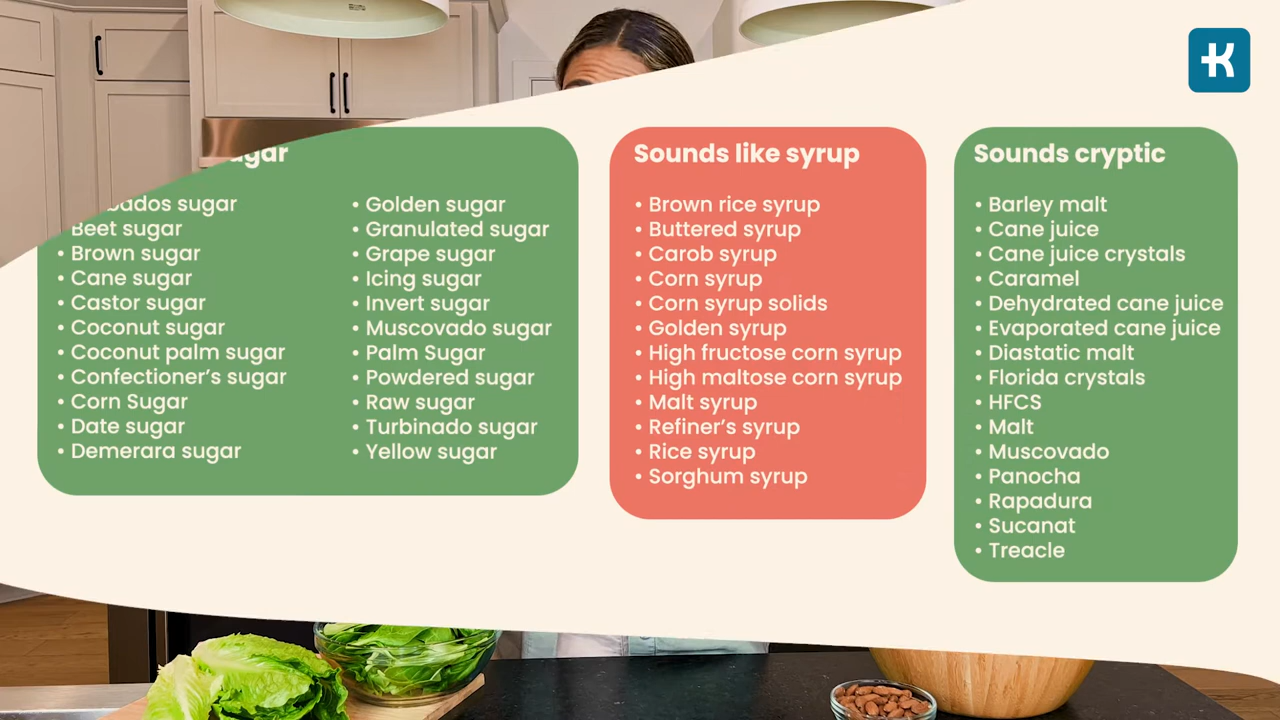 K
Sounds like syrup
Sounds cryptic
sugar
Beet sugar
• Brown sugar
• Cane sugar
• Castor sugar
• Coconut sugar
• Coconut palm sugar
• Confectioner’s sugar
• Corn Sugar
• Date sugar
• Demerara sugar
• Golden sugar
• Granulated sugar
• Grape sugar
• Icing sugar
• Invert sugar
• Muscovado sugar
• Palm Sugar
• Powdered sugar
• Raw sugar
• Turbinado sugar
• Yellow sugar
• Brown rice syrup
• Buttered syrup
• Carob syrup
• Corn syrup
• Corn syrup solids
• Golden syrup
• High fructose corn syrup
• High maltose corn syrup
• Malt syrup
• Refiner’s syrup
• Rice syrup
• Sorghum syrup
• Barley malt
• Cane juice
• Cane juice crystals
• Caramel
• Dehydrated cane juice
• Evaporated cane juice
• Diastatic malt
• Florida crystals
• HFCS
• Malt
• Muscovado
• Panocha
• Rapadura
• Sucanat
• Treacle